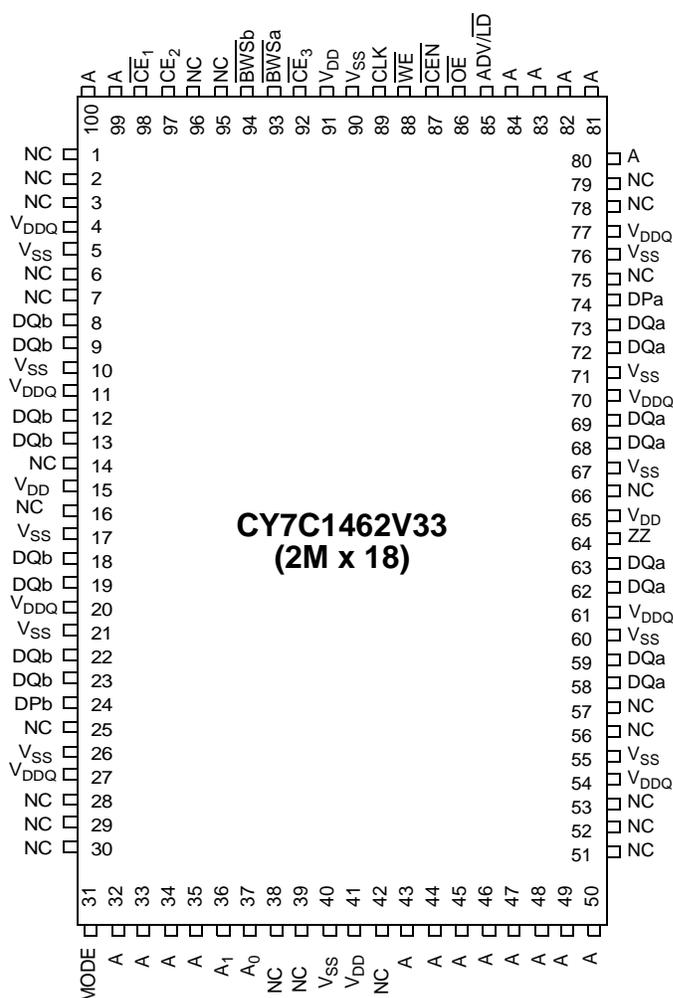 A
A
CE1
CE2
NC
NC
BWSb
BWSa
CE3
VDD
VSS
CLK
WE
CEN
OE
ADV/LD
A
A
A
A
100 99 98 97 96 95 94 93 92 91 90 89 88 87 86 85 84 83 82 81
NC 1
NC 2
NC 3
VDDQ 4
VSS 5
NC 6
NC 7
DQb 8
DQb 9
VSS 10
VDDQ 11
DQb 12
DQb 13
NC 14
VDD 15
NC 16
VSS 17
DQb 18
DQb 19
VDDQ 20
VSS 21
DQb 22
DQb 23
DPb 24
NC 25
VSS 26
VDDQ 27
NC 28
NC 29
NC 30
CY7C1462V33
(2M x 18)
80 A
79 NC
78 NC
77 VDDQ
76 VSS
75 NC
74 DPa
73 DQa
72 DQa
71 VSS
70 VDDQ
69 DQa
68 DQa
67 VSS
66 NC
65 VDD
64 ZZ
63 DQa
62 DQa
61 VDDQ
60 VSS
59 DQa
58 DQa
57 NC
56 NC
55 VSS
54 VDDQ
53 NC
52 NC
51 NC
31 32 33 34 35 36 37 38 39 40 41 42 43 44 45 46 47 48 49 50
MODE
A
A
A
A
A1
A0
NC
NC
VSS
VDD
NC
A
A
A
A
A
A
A
A